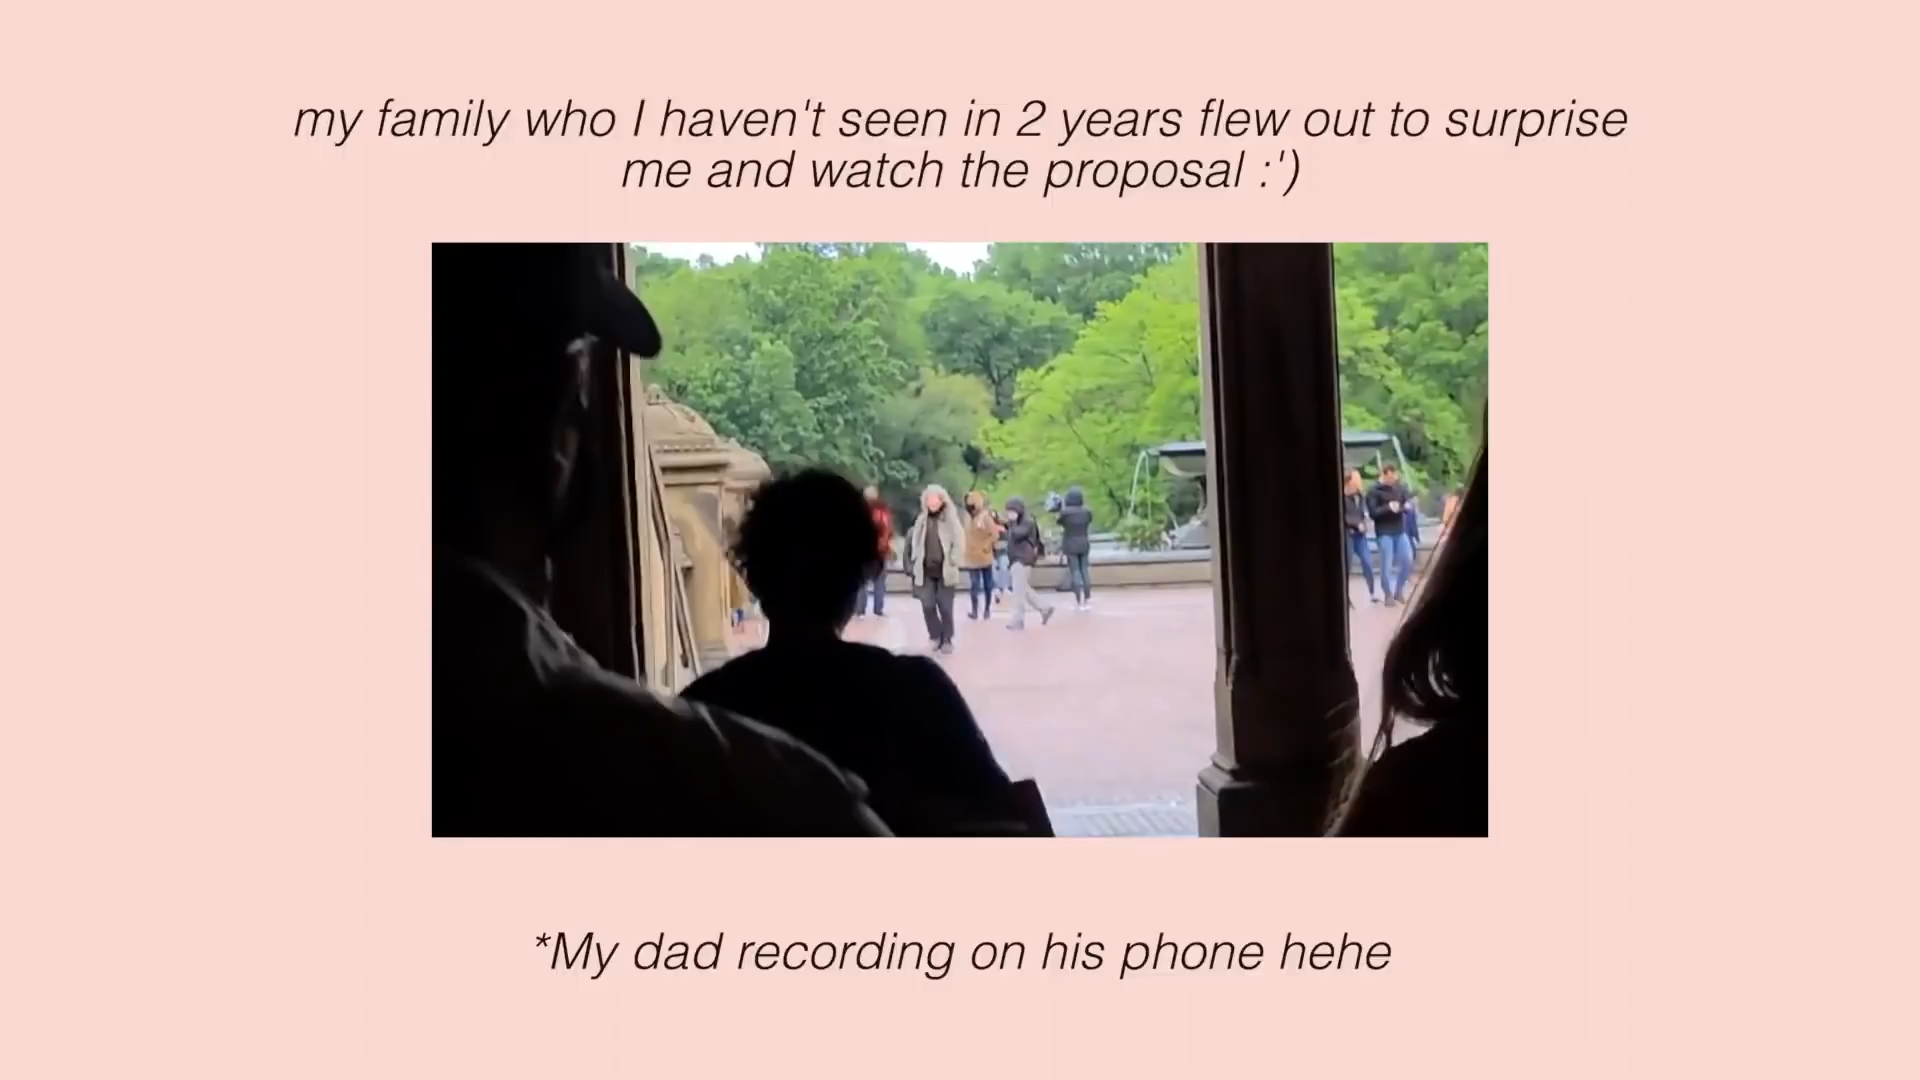 my family who I haven't seen in 2 years flew out to surprise
me and watch the proposal :')
*My dad recording on his phone hehe